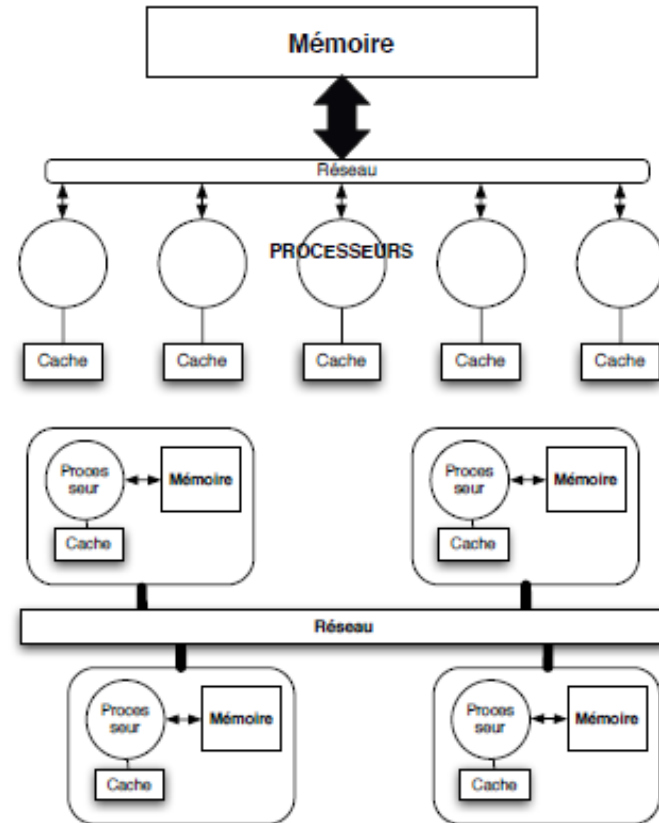 Mémoire
Réseau
PROCESSEURS
Cache
Cache
Cache
Cache
Cache
Proces
seur
Mémoire
Cache
Proces
seur
Mémoire
Cache
Réseau
Proces
seur
Mémoire
Cache
Proces
seur
Mémoire
Cache